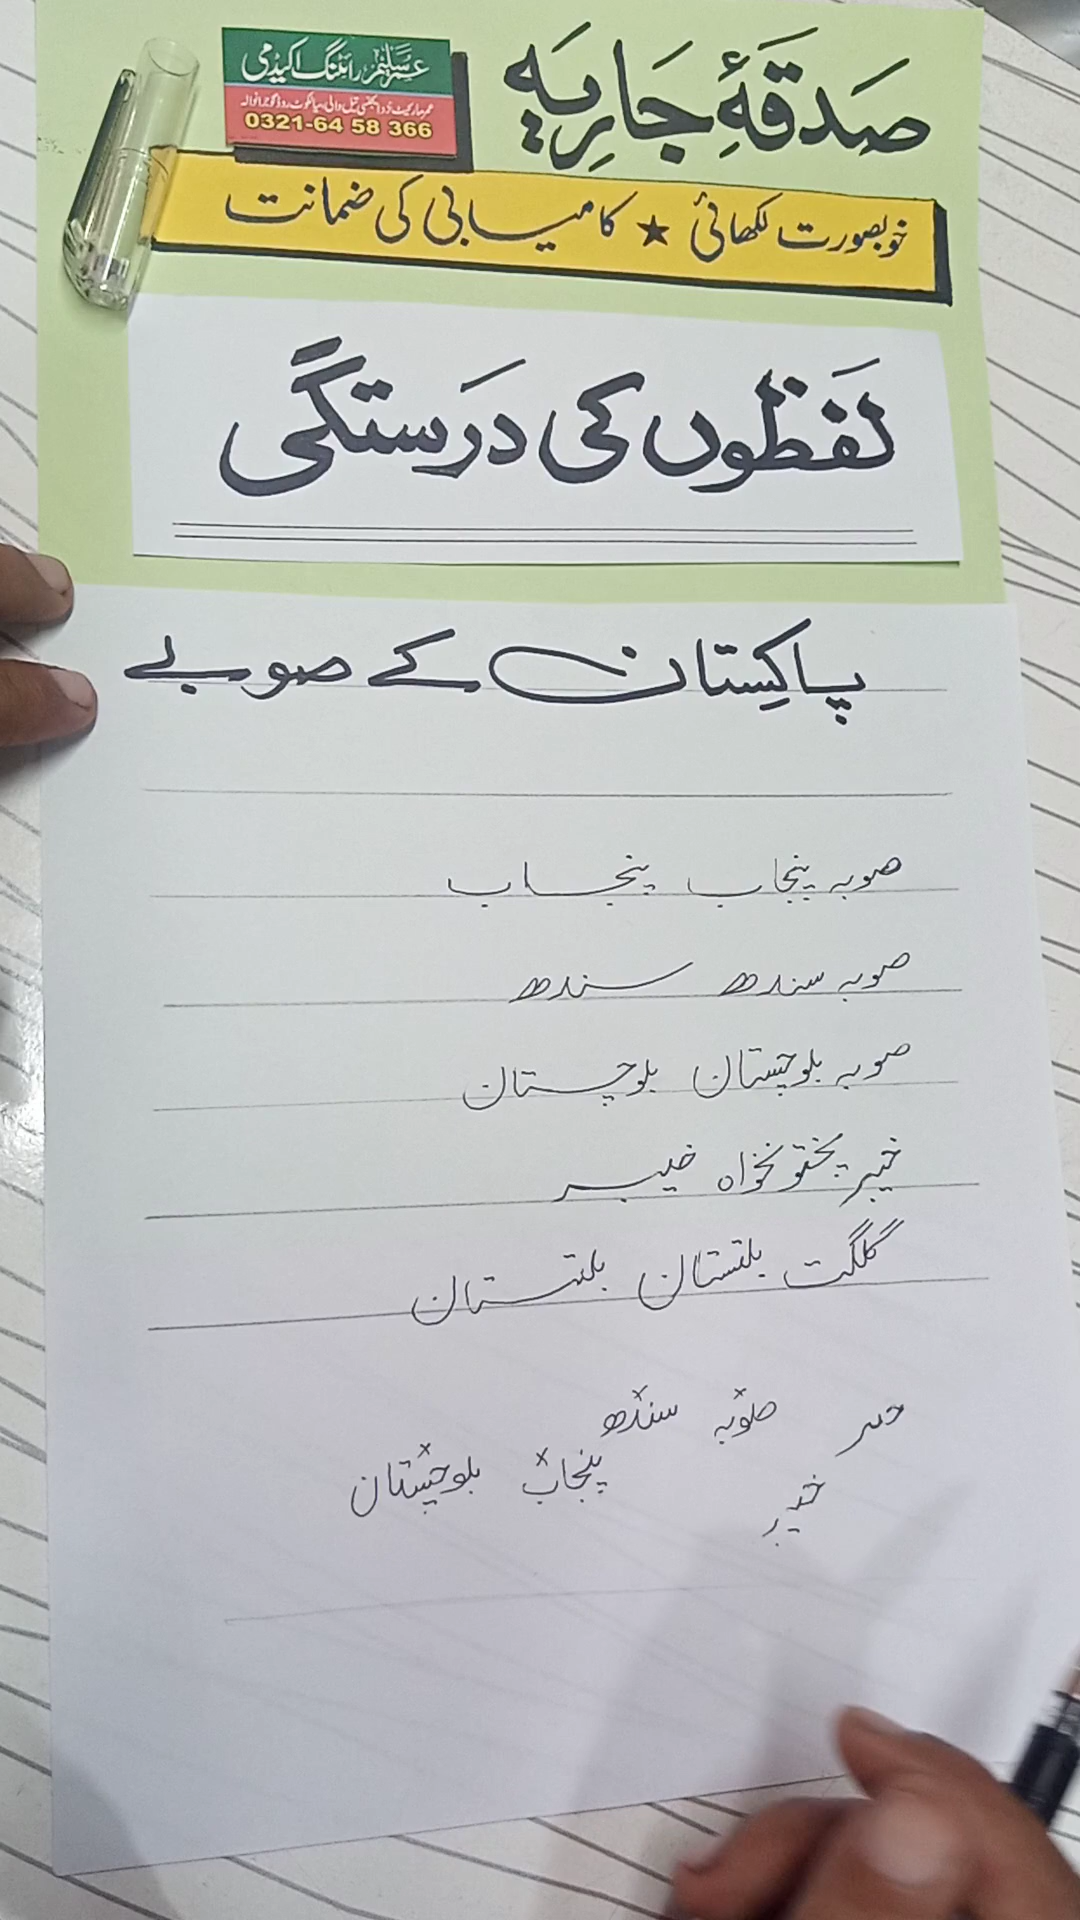 صدقۂ جاریہ
عمر سلیم رائٹنگ اکیڈمی
0321-64 58 366
خوبصورت لکھائی ★ کامیابی کی ضمانت
لفظوں کی درستگی
پاکستان کے صوبے
صوبہ پنجاب پنجاب
صوبہ سندھ سندھ
صوبہ بلوچستان بلوچستان
خیبر پختونخواہ خیبر
گلگت بلتستان بلتستان
صوبہ سندھ
خیبر پنجاب بلوچستان